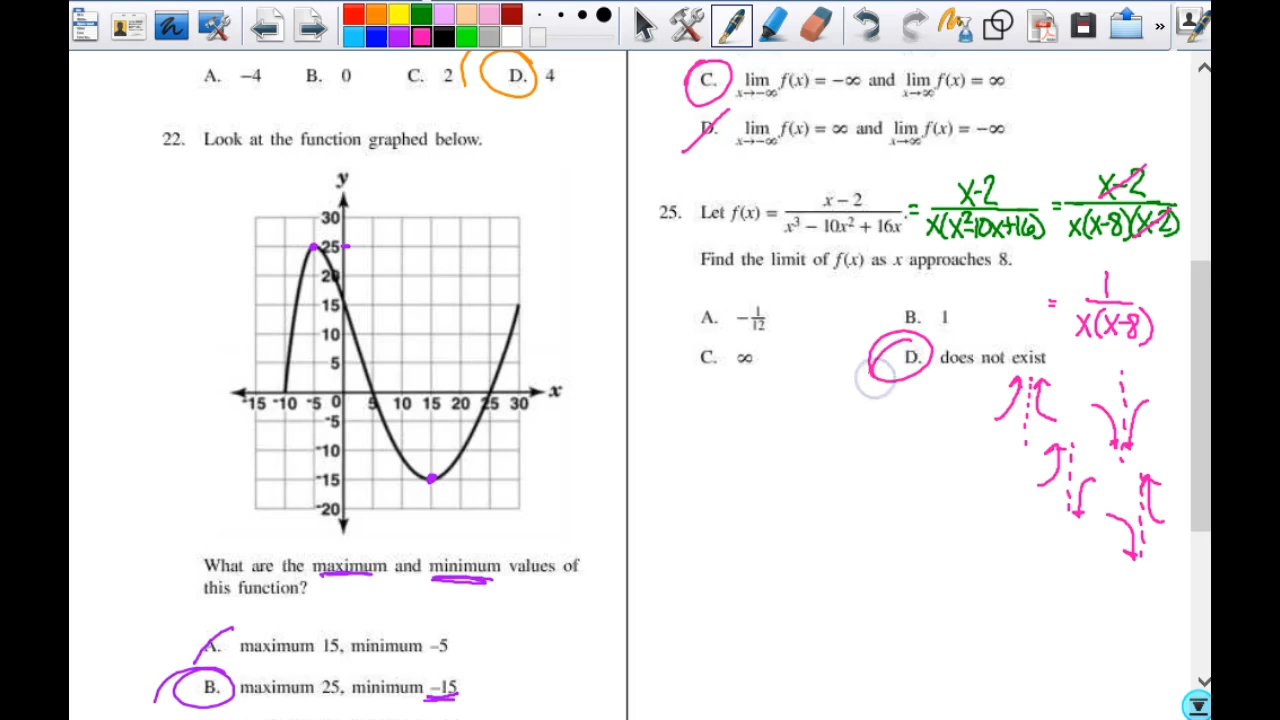 A. −4 B. 0 C. 2 D. 4
22. Look at the function graphed below.
y
30
25
20
15
10
5
-15 -10 -5 0 5 10 15 20 25 30 x
-5
-10
-15
-20
What are the maximum and minimum values of
this function?
A. maximum 15, minimum −5
B. maximum 25, minimum −15
C. lim x→−∞ f(x) = −∞ and lim x→∞ f(x) = ∞
D. lim x→−∞ f(x) = ∞ and lim x→∞ f(x) = −∞
25. Let f(x) = (x − 2)/(x³ − 10x² + 16x). = (x-2)/(x(x²-10x+16)) = (x-2)/(x(x-8)(x-2))
Find the limit of f(x) as x approaches 8.
= 1/(x(x-8))
A. −1/12 B. 1
C. ∞ D. does not exist